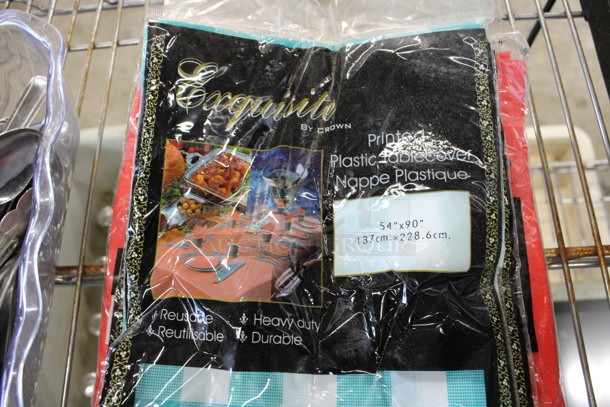 Exquisite
BY CROWN
Printed
Plastic Tablecover
Nappe Plastique
54"x90"
137cm.x228.6cm.
Reusable
Heavy duty
Reutilisable
Durable